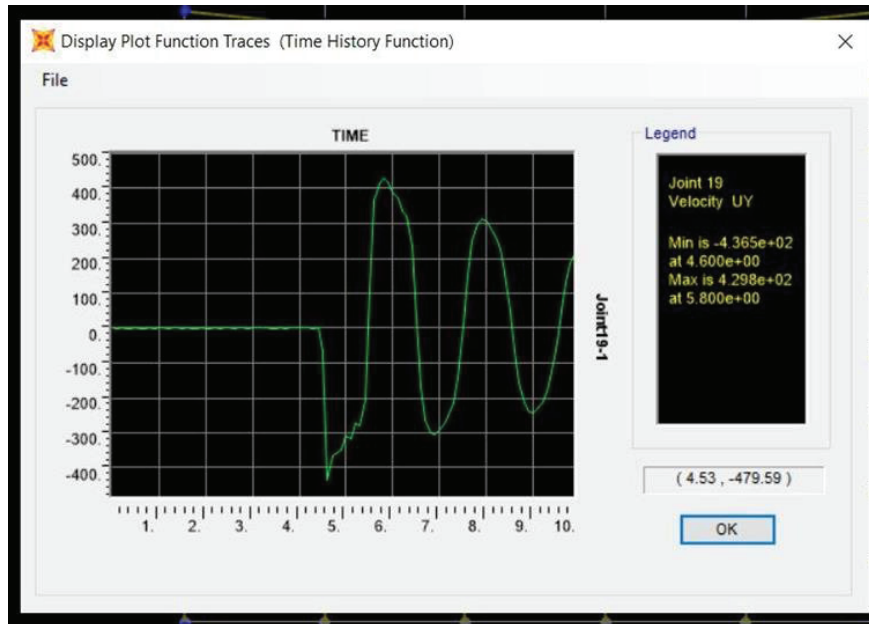 Display Plot Function Traces (Time History Function)
File
TIME
500.
400.
300.
200.
100.
0.
-100.
-200.
-300.
-400.
1. 2. 3. 4. 5. 6. 7. 8. 9. 10.
Joint19-1
Legend
Joint 19
Velocity UY
Min is -4.365e+02
at 4.600e+00
Max is 4.298e+02
at 5.800e+00
( 4.53 , -479.59 )
OK